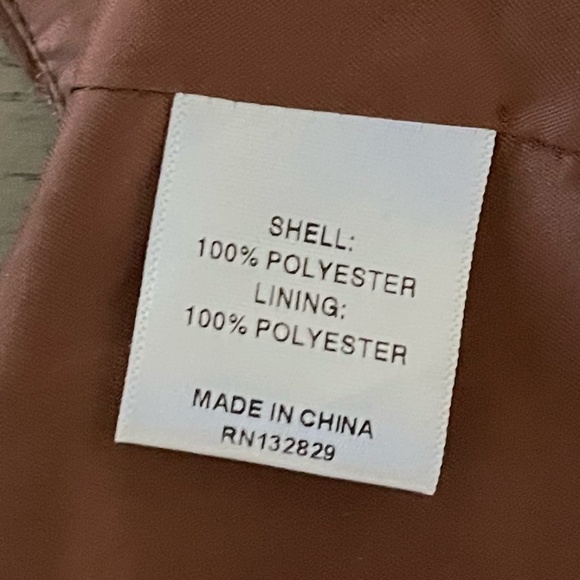 SHELL:
100% POLYESTER
LINING:
100% POLYESTER
MADE IN CHINA
RN132829